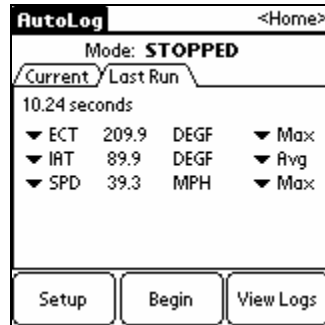 AutoLog <Home>
Mode: STOPPED
Current Last Run
10.24 seconds
ECT 209.9 DEGF Max
IAT 89.9 DEGF Avg
SPD 39.3 MPH Max
Setup Begin View Logs